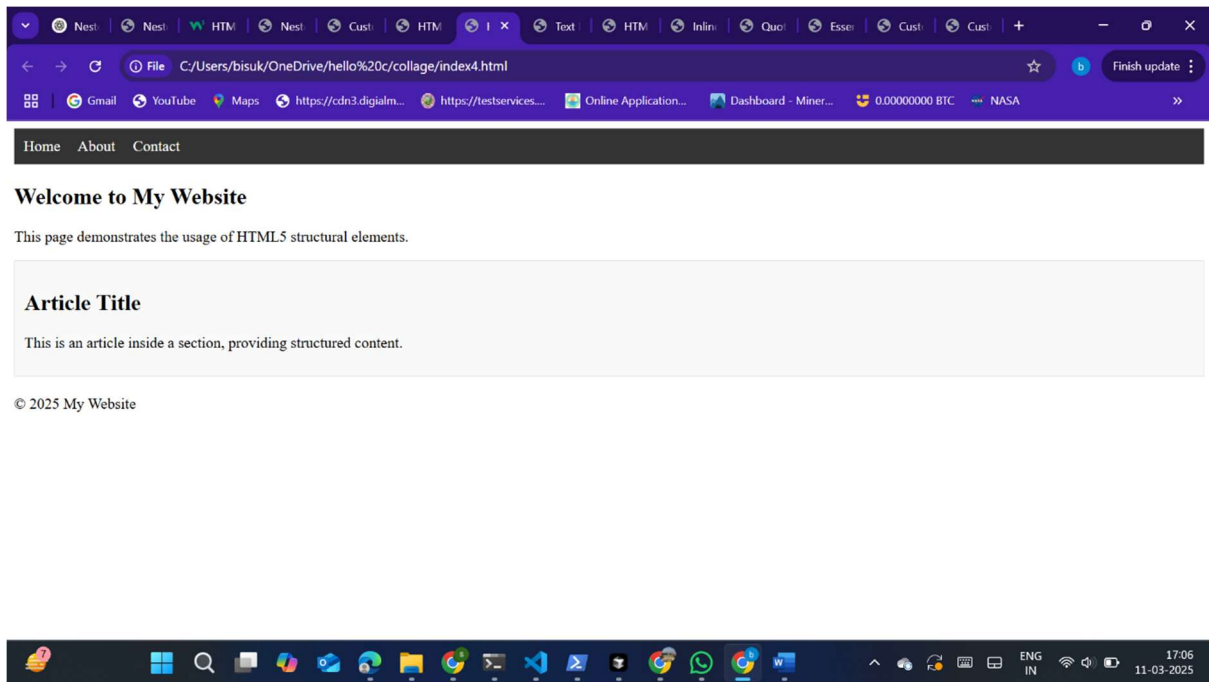 Nest Nest HTM Nest Cust HTM I Text HTM Inline Quot Esser Cust Cust
File C:/Users/bisuk/OneDrive/hello%20c/collage/index4.html b Finish update
Gmail YouTube Maps https://cdn3.digialm... https://testservices.... Online Application... Dashboard - Miner... 0.00000000 BTC NASA
Home About Contact
Welcome to My Website
This page demonstrates the usage of HTML5 structural elements.
Article Title
This is an article inside a section, providing structured content.
© 2025 My Website
7 ENG 17:06
IN 11-03-2025